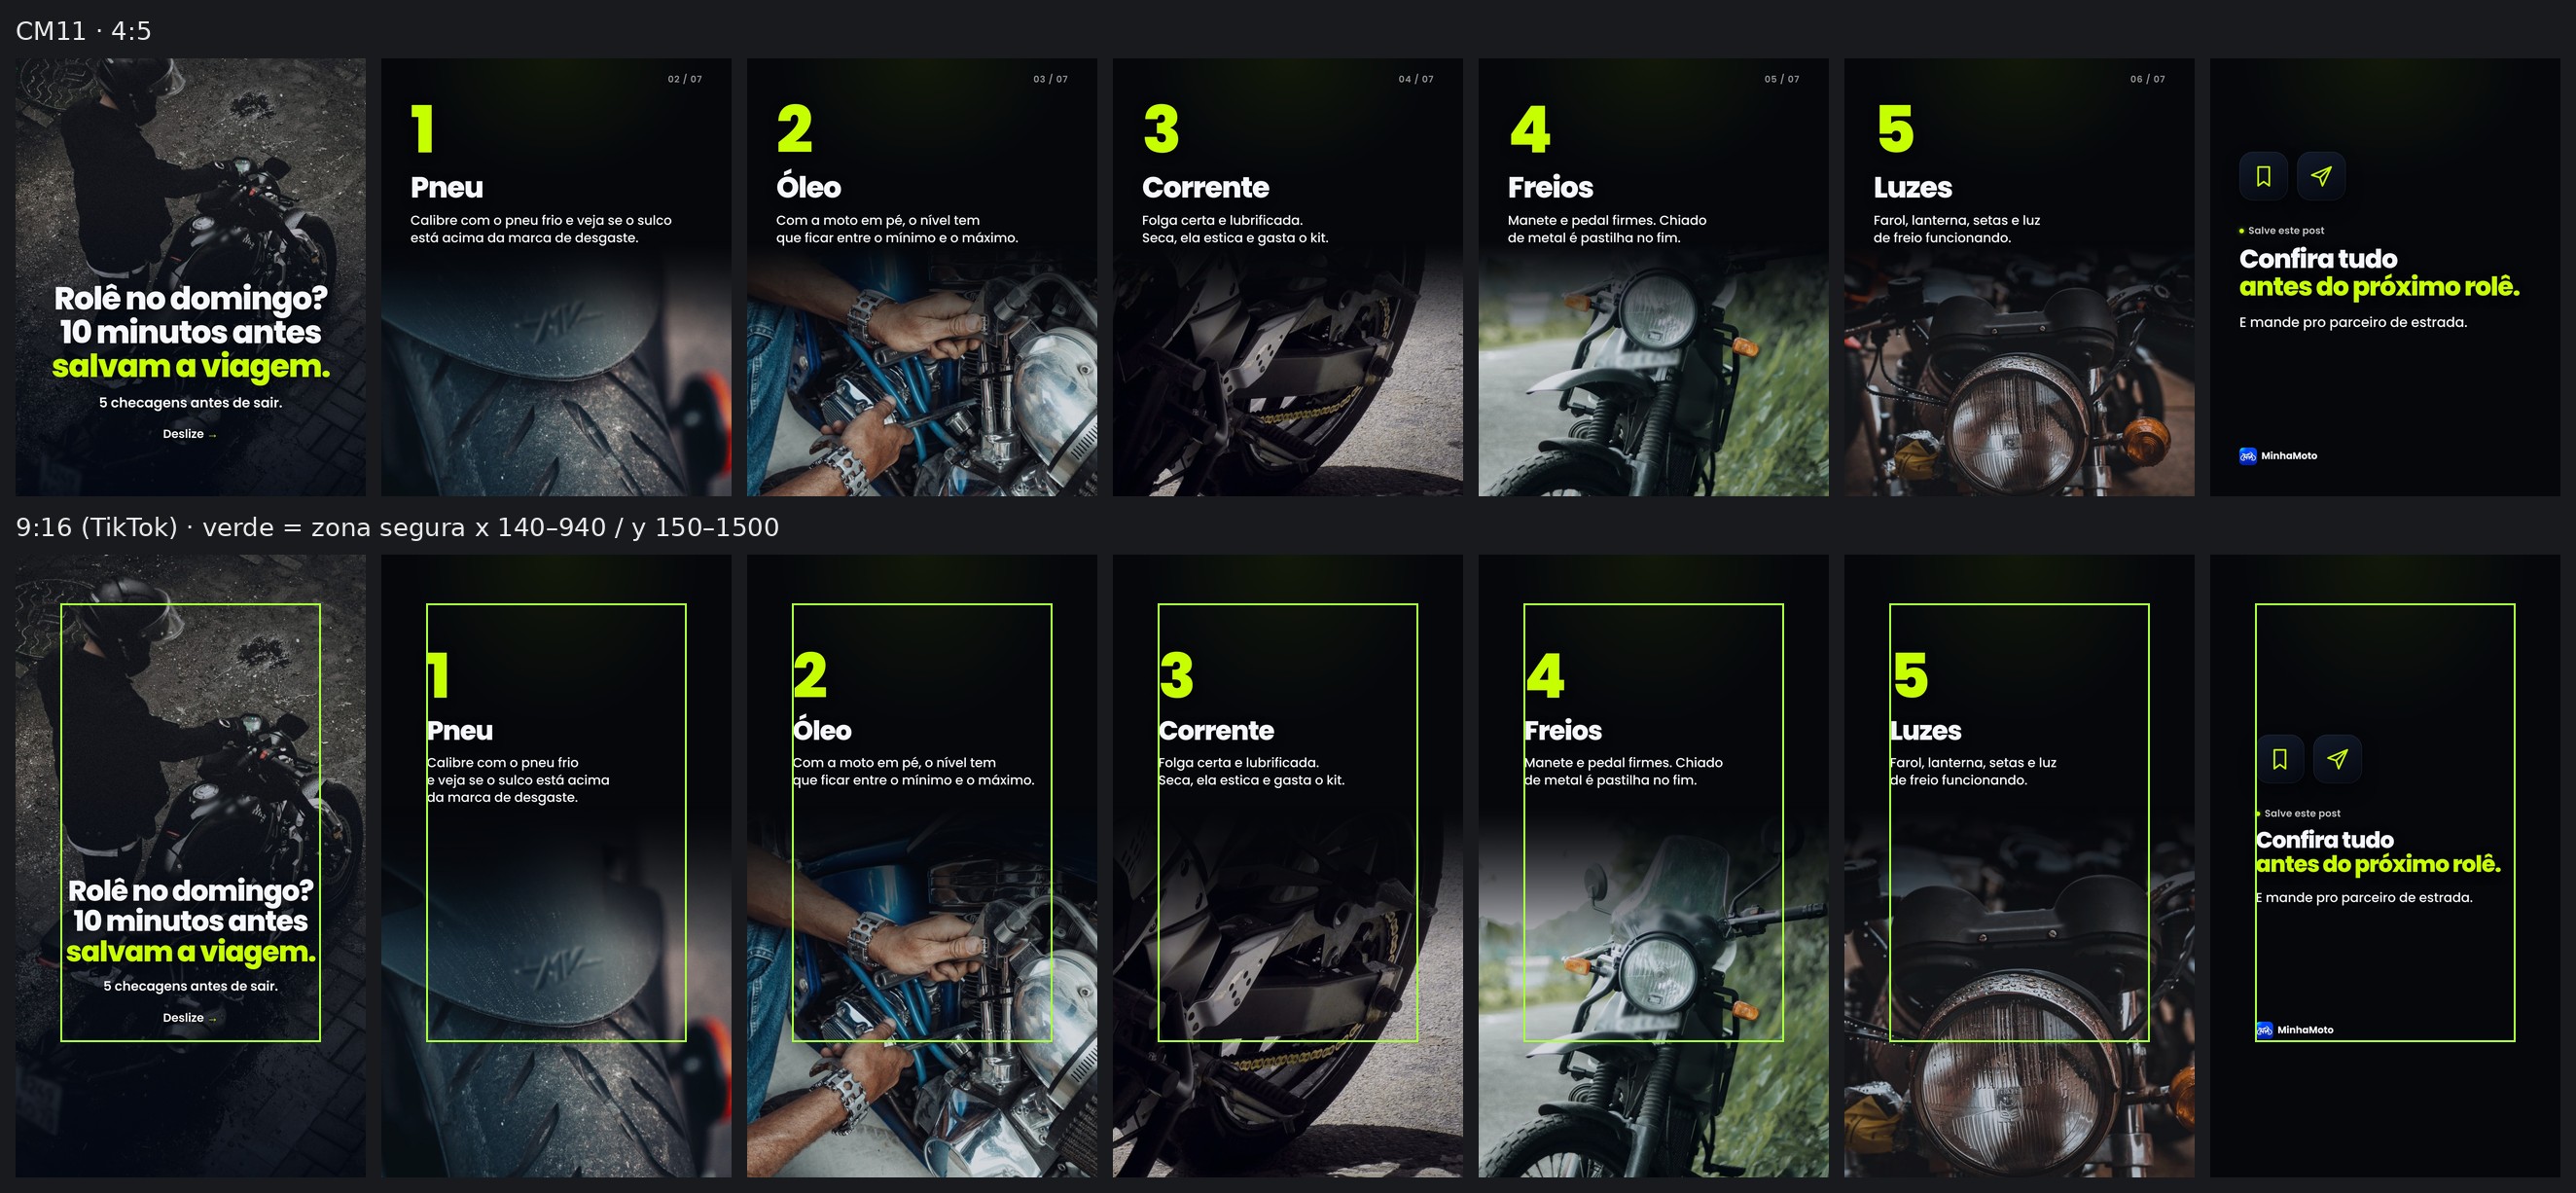 CM11 · 4:5
Rolê no domingo?
10 minutos antes
salvam a viagem.
5 checagens antes de sair.
Deslize →
02 / 07
1
Pneu
Calibre com o pneu frio e veja se o sulco
está acima da marca de desgaste.
03 / 07
2
Óleo
Com a moto em pé, o nível tem
que ficar entre o mínimo e o máximo.
04 / 07
3
Corrente
Folga certa e lubrificada.
Seca, ela estica e gasta o kit.
05 / 07
4
Freios
Manete e pedal firmes. Chiado
de metal é pastilha no fim.
06 / 07
5
Luzes
Farol, lanterna, setas e luz
de freio funcionando.
Salve este post
Confira tudo
antes do próximo rolê.
E mande pro parceiro de estrada.
MinhaMoto
9:16 (TikTok) · verde = zona segura x 140–940 / y 150–1500
Rolê no domingo?
10 minutos antes
salvam a viagem.
5 checagens antes de sair.
Deslize →
1
Pneu
Calibre com o pneu frio
e veja se o sulco está acima
da marca de desgaste.
2
Óleo
Com a moto em pé, o nível tem
que ficar entre o mínimo e o máximo.
3
Corrente
Folga certa e lubrificada.
Seca, ela estica e gasta o kit.
4
Freios
Manete e pedal firmes. Chiado
de metal é pastilha no fim.
5
Luzes
Farol, lanterna, setas e luz
de freio funcionando.
Salve este post
Confira tudo
antes do próximo rolê.
E mande pro parceiro de estrada.
MinhaMoto